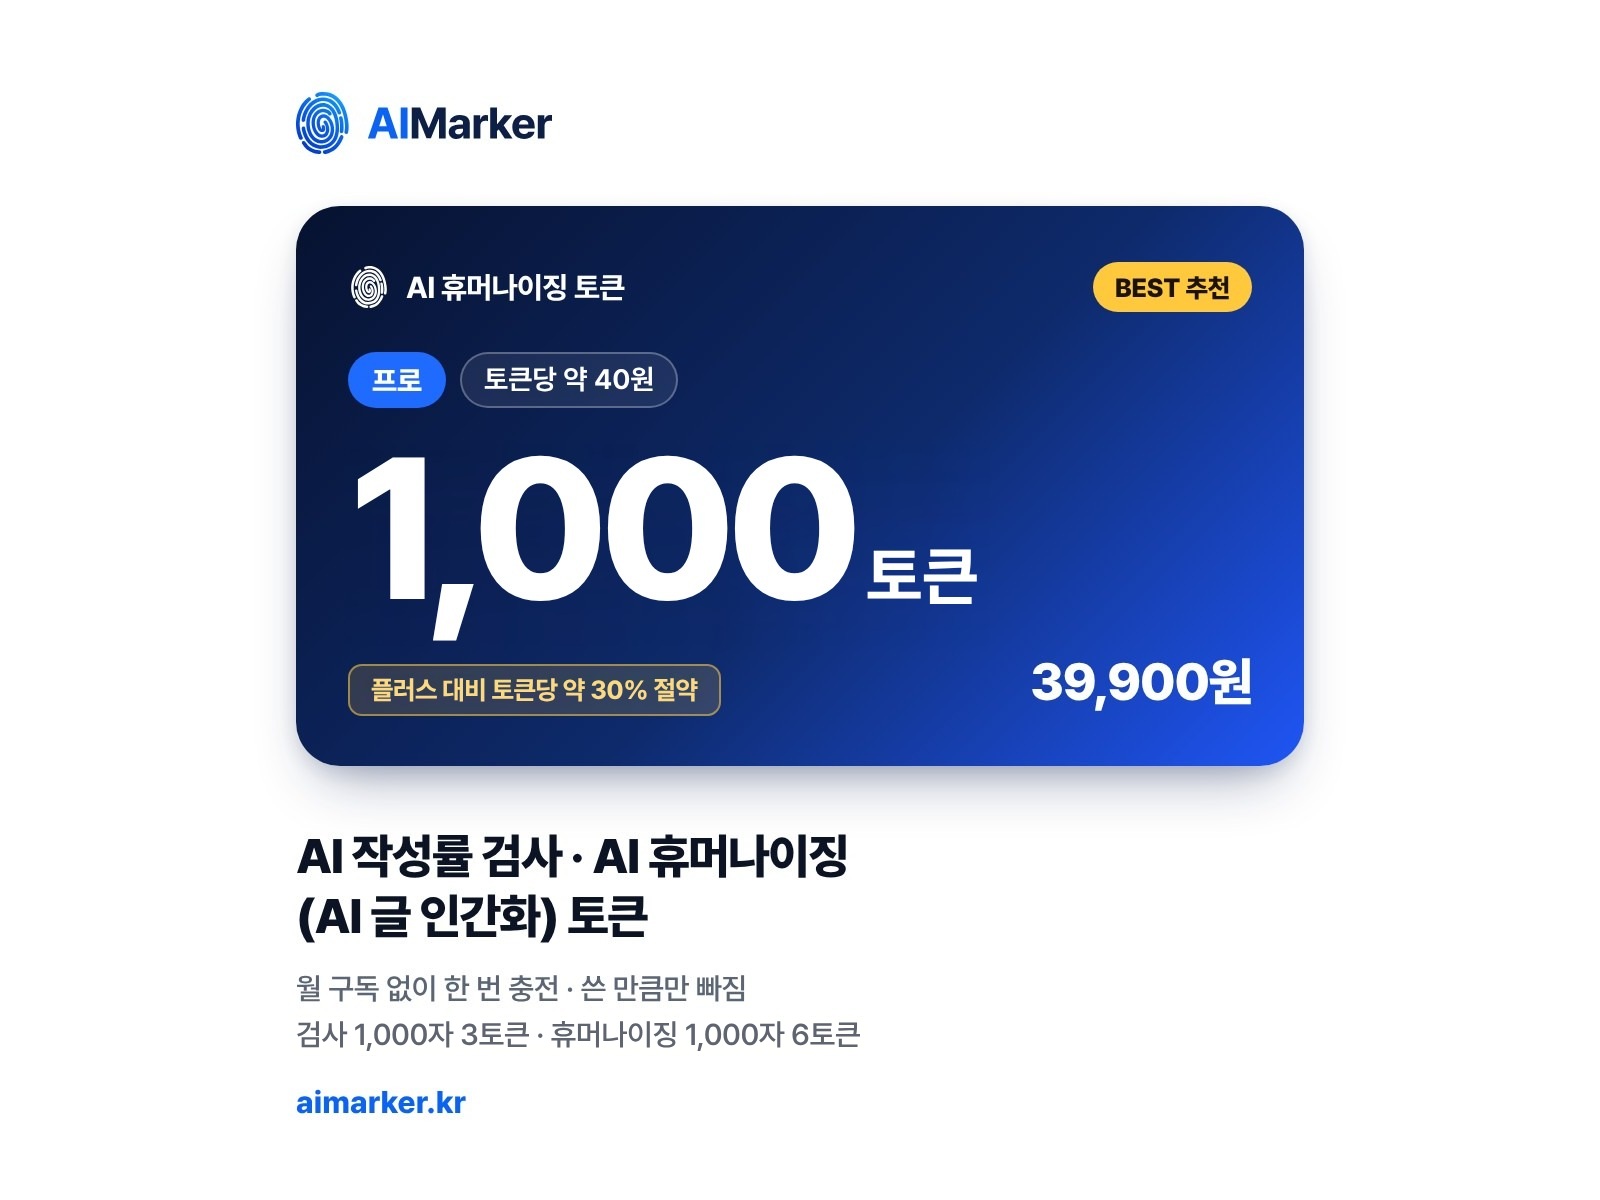 AIMarker
AI 휴머나이징 토큰
BEST 추천
프로
토큰당 약 40원
1,000 토큰
플러스 대비 토큰당 약 30% 절약
39,900원
AI 작성률 검사 · AI 휴머나이징
(AI 글 인간화) 토큰
월 구독 없이 한 번 충전 · 쓴 만큼만 빠짐
검사 1,000자 3토큰 · 휴머나이징 1,000자 6토큰
aimarker.kr